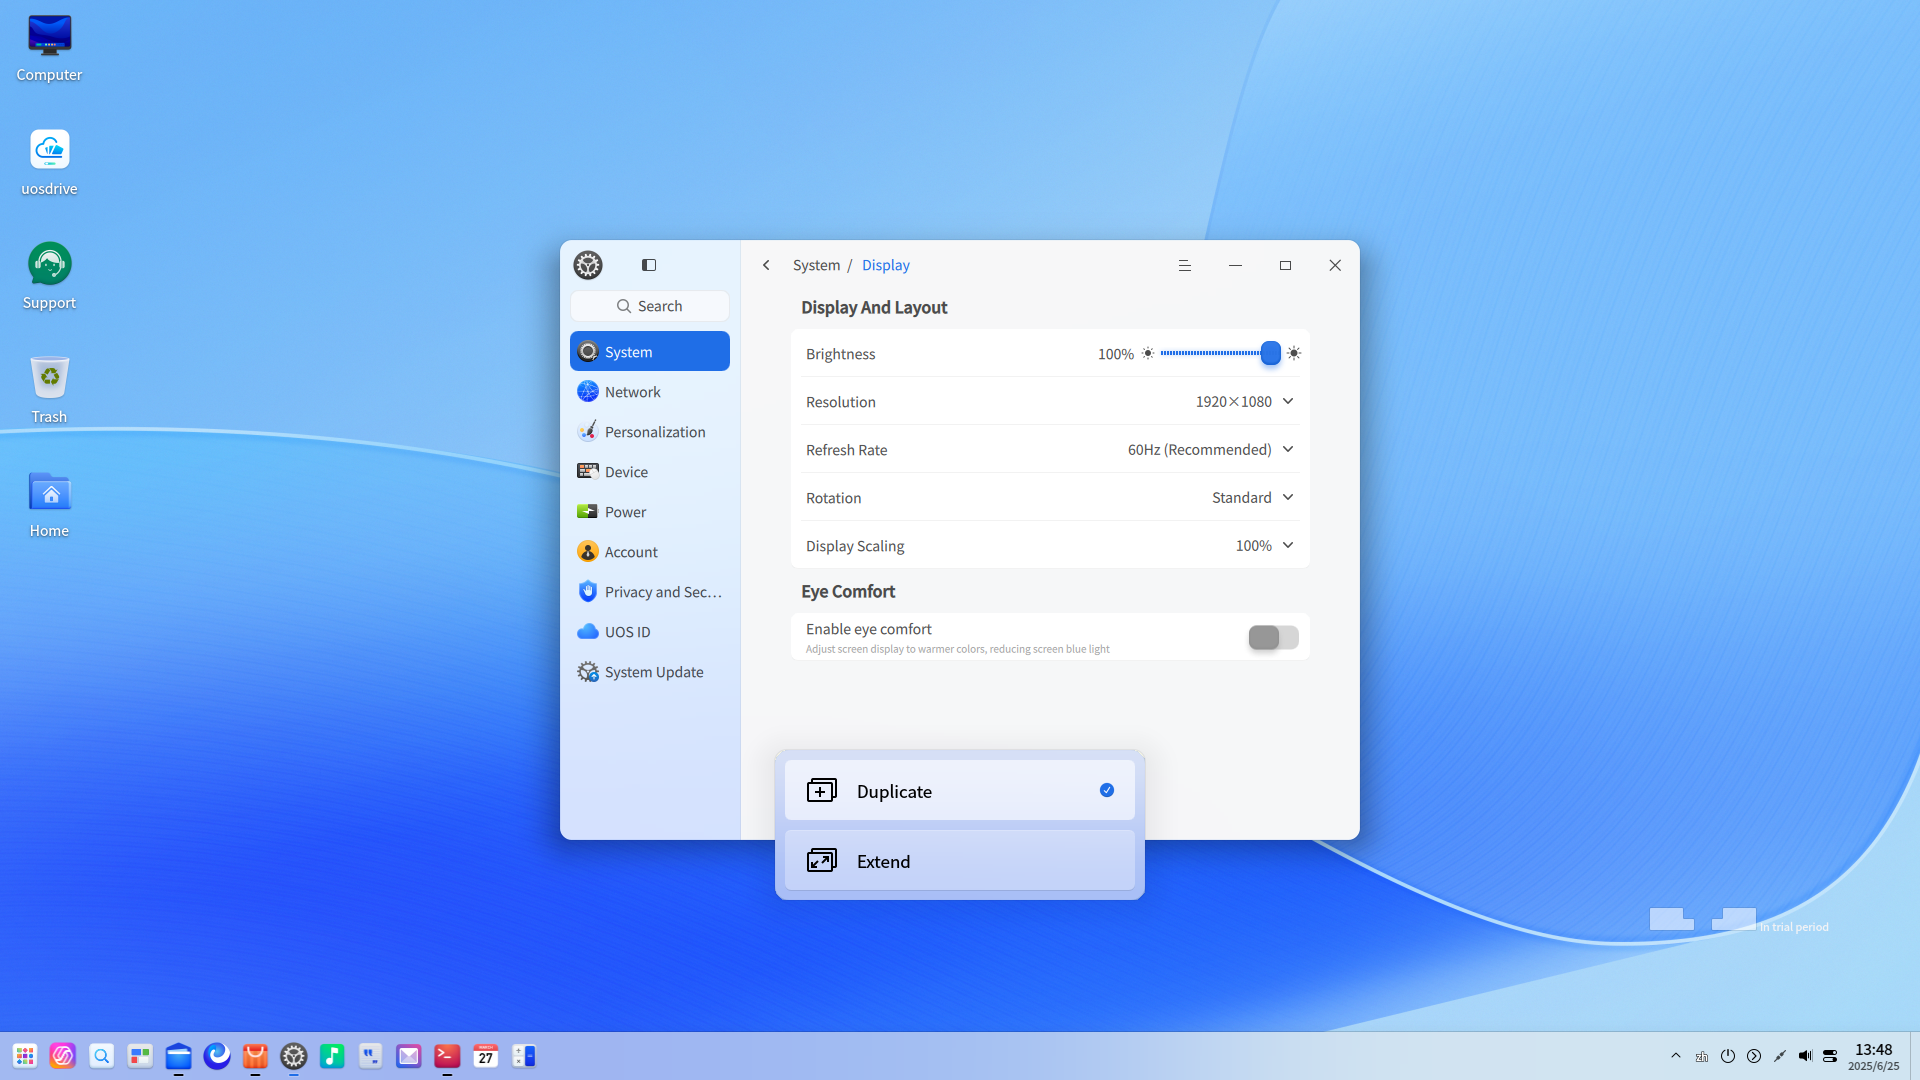 Computer
uosdrive
Support
Trash
Home
System / Display
Search
System
Network
Personalization
Device
Power
Account
Privacy and Sec...
UOS ID
System Update
Display And Layout
Brightness 100%
Resolution 1920×1080
Refresh Rate 60Hz (Recommended)
Rotation Standard
Display Scaling 100%
Eye Comfort
Enable eye comfort
Adjust screen display to warmer colors, reducing screen blue light
Duplicate
Extend
In trial period
MARCH
27
zh
13:48
2025/6/25